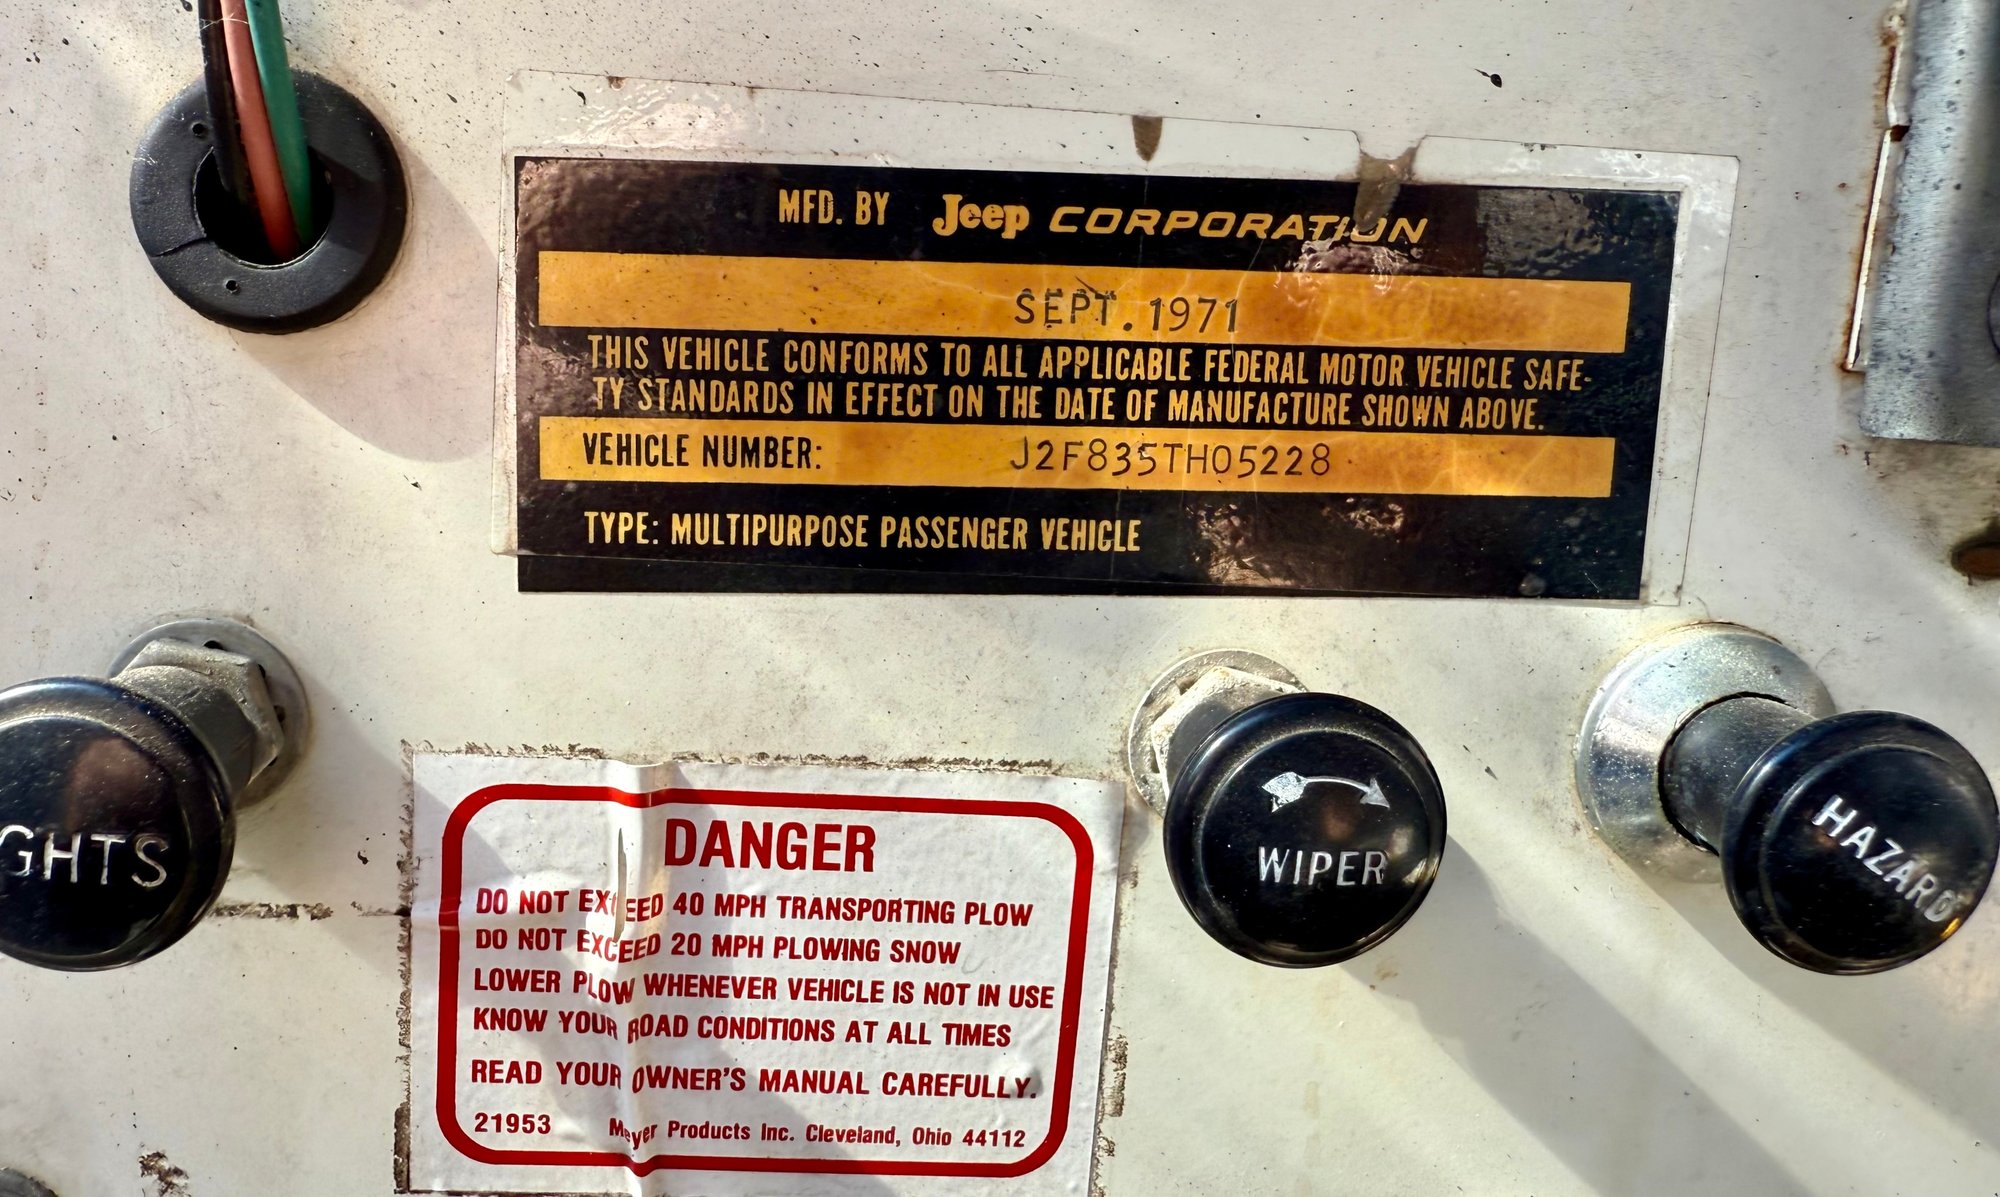 MFD. BY Jeep CORPORATION
SEPT. 1971
THIS VEHICLE CONFORMS TO ALL APPLICABLE FEDERAL MOTOR VEHICLE SAFE-
TY STANDARDS IN EFFECT ON THE DATE OF MANUFACTURE SHOWN ABOVE.
VEHICLE NUMBER: J2F835TH05228
TYPE: MULTIPURPOSE PASSENGER VEHICLE
GHTS
WIPER
HAZARD
DANGER
DO NOT EXCEED 40 MPH TRANSPORTING PLOW
DO NOT EXCEED 20 MPH PLOWING SNOW
LOWER PLOW WHENEVER VEHICLE IS NOT IN USE
KNOW YOUR ROAD CONDITIONS AT ALL TIMES
READ YOUR OWNER'S MANUAL CAREFULLY.
21953 Meyer Products Inc. Cleveland, Ohio 44112